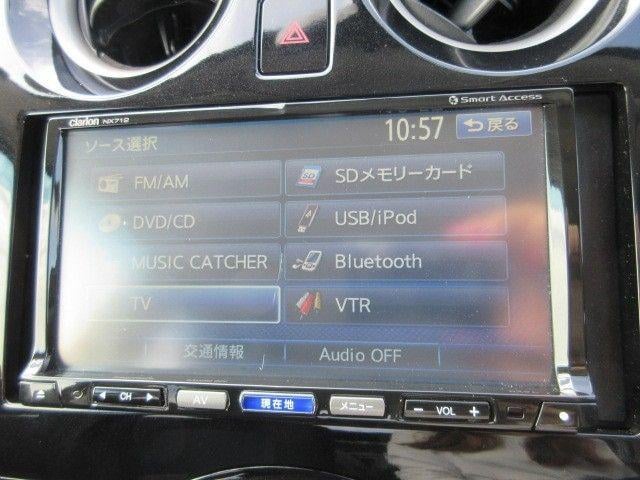 Smart Access
clarion NX712
ソース選択
10:57
戻る
FM/AM
SDメモリーカード
DVD/CD
USB/iPod
MUSIC CATCHER
Bluetooth
TV
VTR
交通情報
Audio OFF
CH
AV
現在地
メニュー
− VOL +